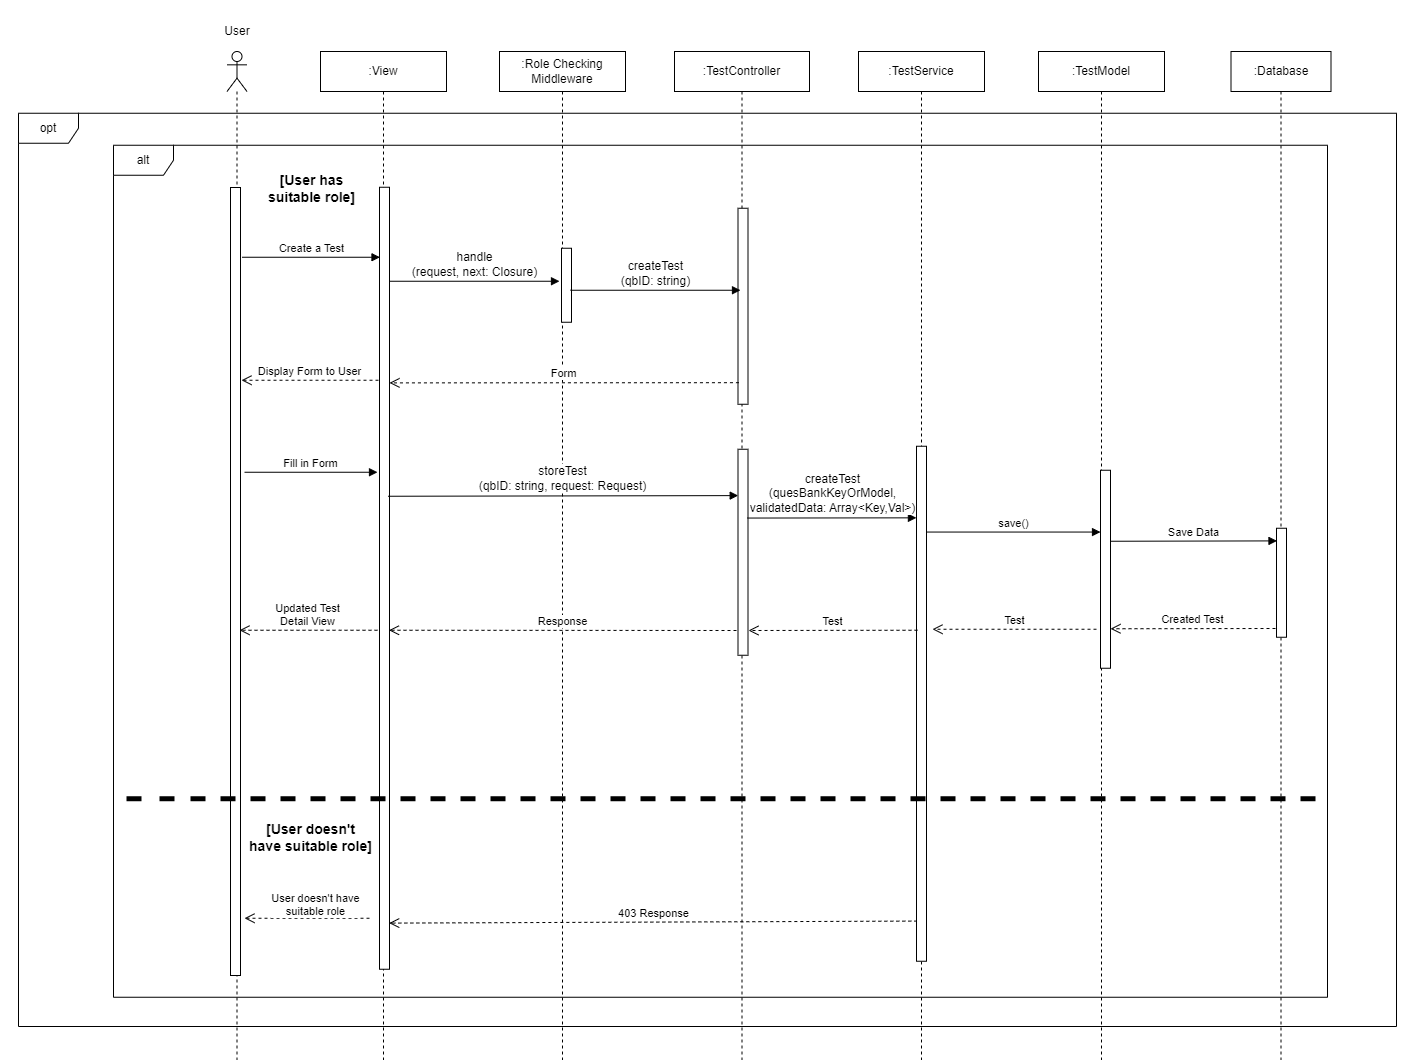 User
:View
:Role Checking
Middleware
:TestController
:TestService
:TestModel
:Database
opt
alt
[User has
suitable role]
Create a Test
handle
(request, next: Closure)
createTest
(qbID: string)
Display Form to User
Form
Fill in Form
storeTest
(qbID: string, request: Request)
createTest
(quesBankKeyOrModel,
validatedData: Array<Key,Val>)
save()
Save Data
Updated Test
Detail View
Response
Test
Test
Created Test
[User doesn't
have suitable role]
User doesn't have
suitable role
403 Response